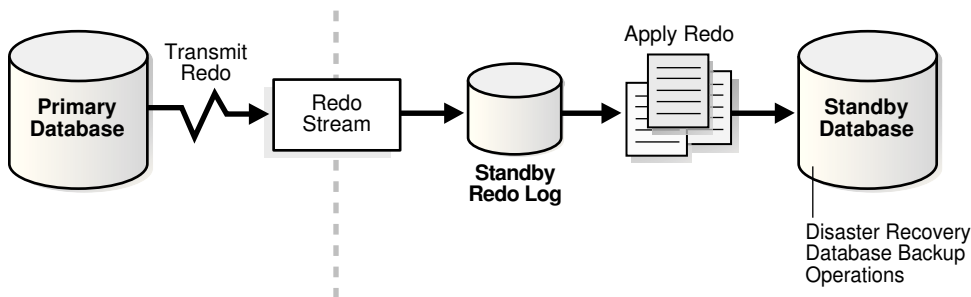 Primary
Database
Transmit
Redo
Redo
Stream
Standby
Redo Log
Apply Redo
Standby
Database
Disaster Recovery
Database Backup
Operations